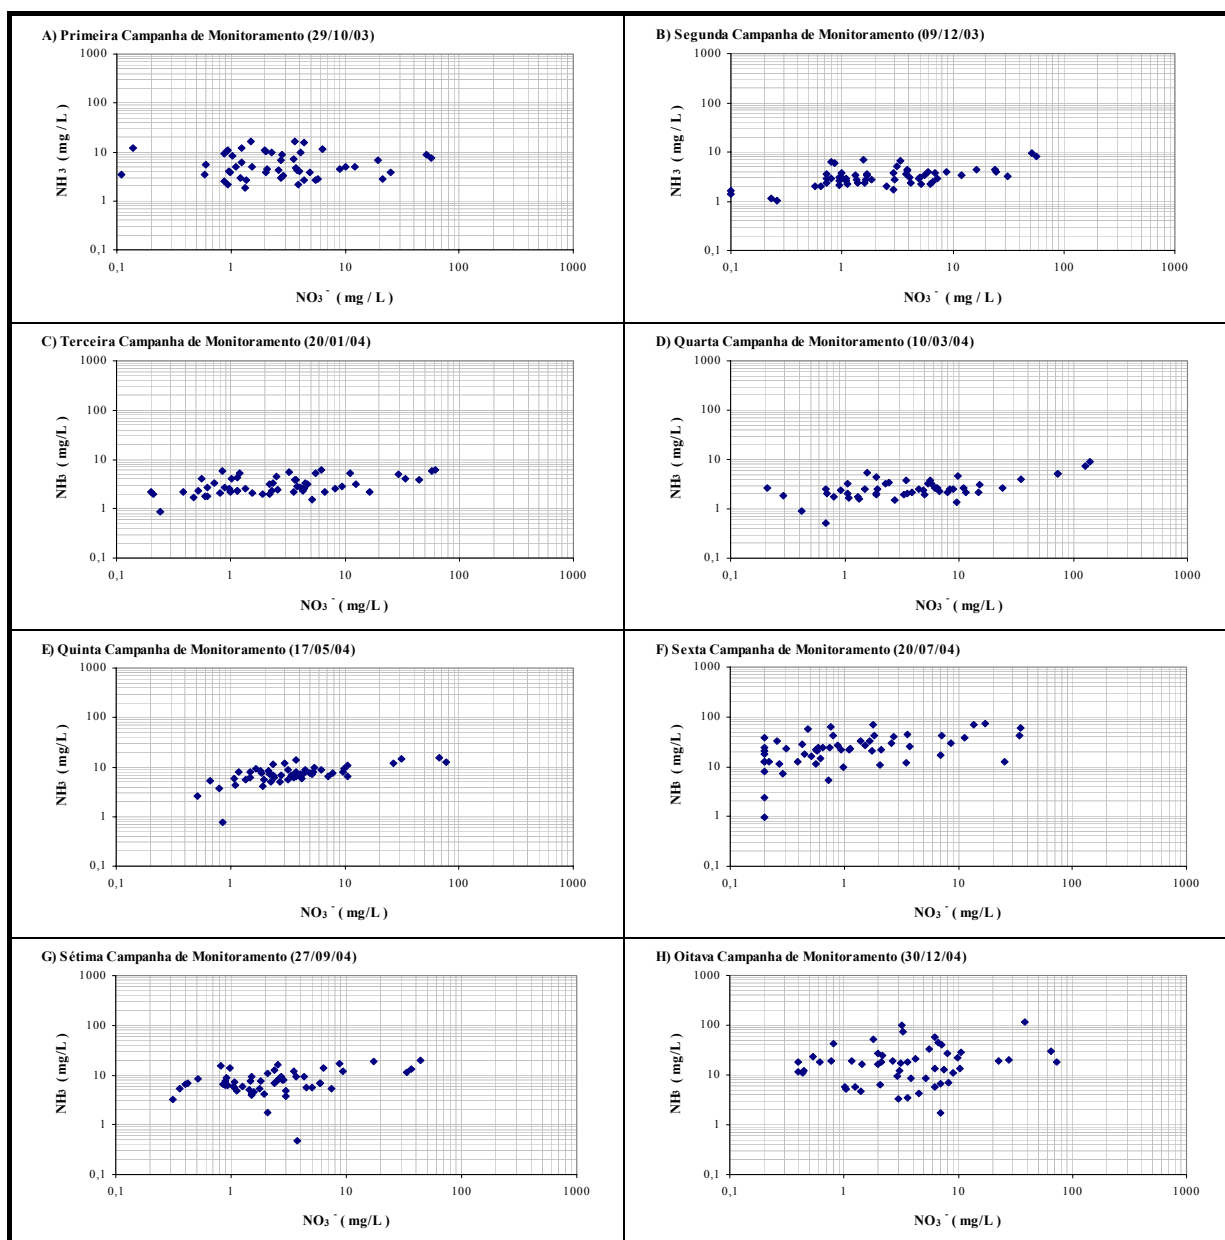 A) Primeira Campanha de Monitoramento (29/10/03)
1000
100
10
1
0,1
NH3 ( mg / L )
0,1 1 10 100 1000
NO3 - ( mg / L )
B) Segunda Campanha de Monitoramento (09/12/03)
1000
100
10
1
0,1
NH3 ( mg / L )
0,1 1 10 100 1000
NO3 - ( mg / L )
C) Terceira Campanha de Monitoramento (20/01/04)
1000
100
10
1
0,1
NH3 ( mg/L )
0,1 1 10 100 1000
NO3 - ( mg/L )
D) Quarta Campanha de Monitoramento (10/03/04)
1000
100
10
1
0,1
NH3 ( mg/L )
0,1 1 10 100 1000
NO3 - ( mg/L )
E) Quinta Campanha de Monitoramento (17/05/04)
1000
100
10
1
0,1
NH3 ( mg/L )
0,1 1 10 100 1000
NO3 - ( mg/L )
F) Sexta Campanha de Monitoramento (20/07/04)
1000
100
10
1
0,1
NH3 ( mg/L )
0,1 1 10 100 1000
NO3 - ( mg/L )
G) Sétima Campanha de Monitoramento (27/09/04)
1000
100
10
1
0,1
NH3 ( mg/L )
0,1 1 10 100 1000
NO3 - ( mg/L )
H) Oitava Campanha de Monitoramento (30/12/04)
1000
100
10
1
0,1
NH3 ( mg/L )
0,1 1 10 100 1000
NO3 - ( mg/L )